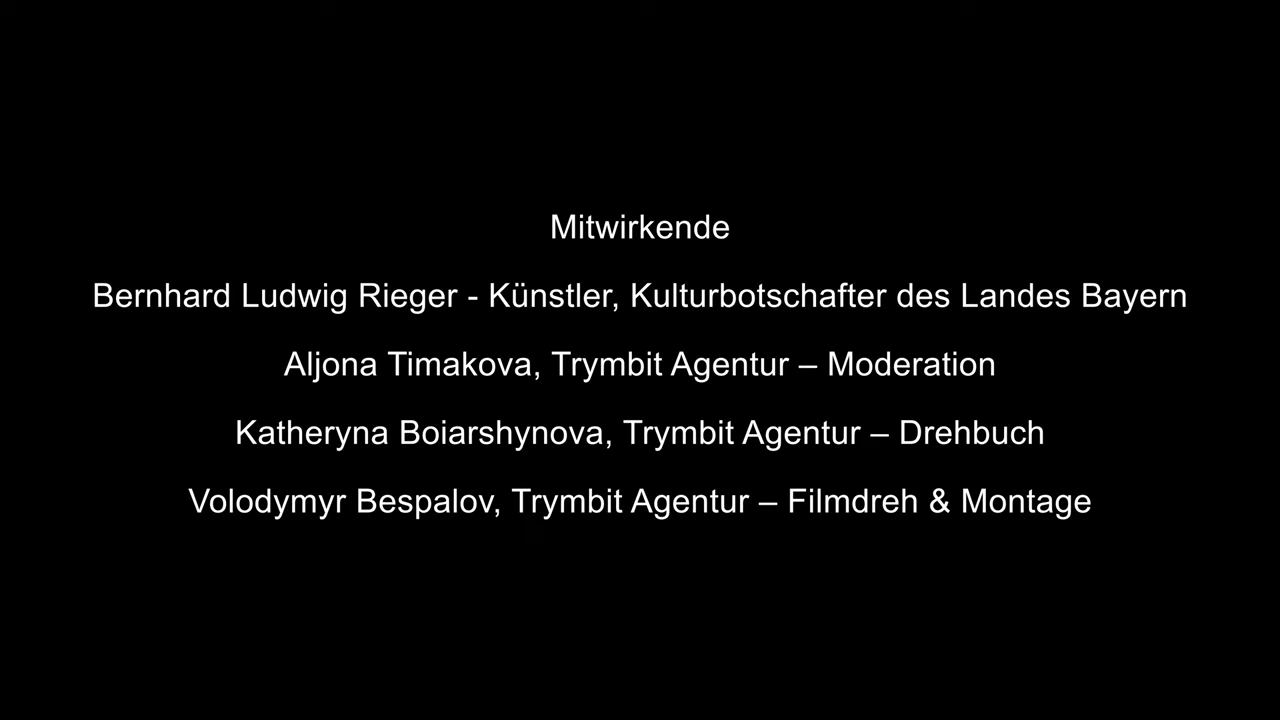 Mitwirkende
Bernhard Ludwig Rieger - Künstler, Kulturbotschafter des Landes Bayern
Aljona Timakova, Trymbit Agentur – Moderation
Katheryna Boiarshynova, Trymbit Agentur – Drehbuch
Volodymyr Bespalov, Trymbit Agentur – Filmdreh & Montage